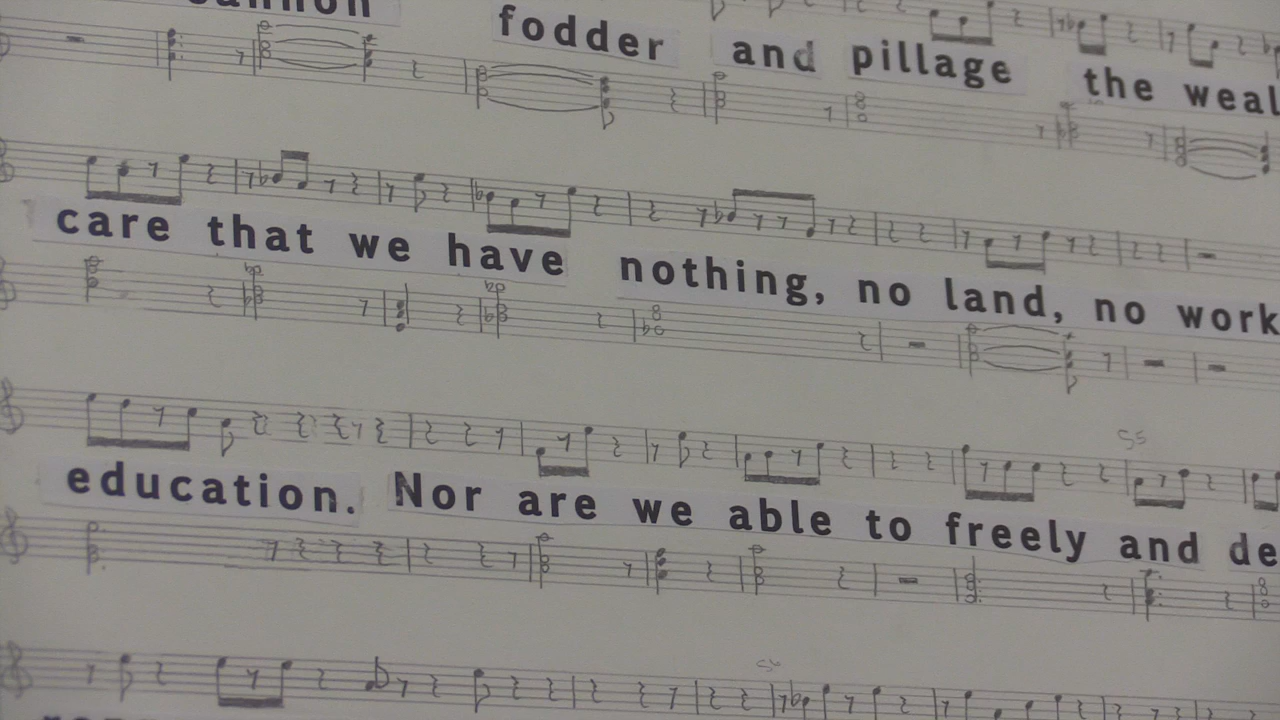 cannon fodder and pillage the weal
care that we have nothing, no land, no work
education. Nor are we able to freely and de